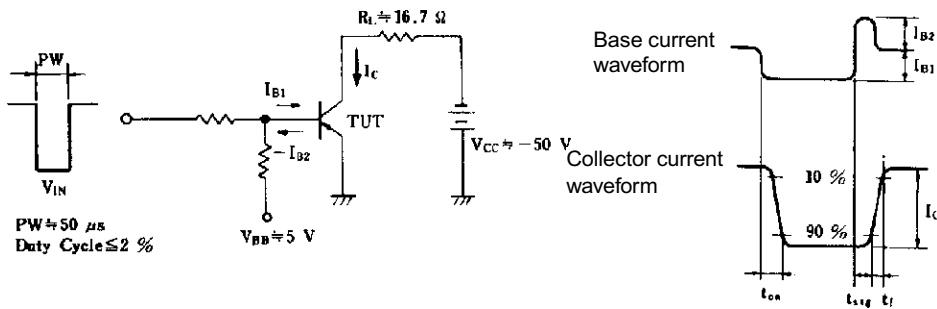 PW
V_IN
PW≒50 μs
Duty Cycle≦2 %
R_L≒16.7 Ω
I_C
I_B1
TUT
−I_B2
V_CC≒−50 V
V_BB≒5 V
Base current
waveform
I_B2
I_B1
Collector current
waveform
10 %
90 %
I_C
t_on
t_stg
t_f